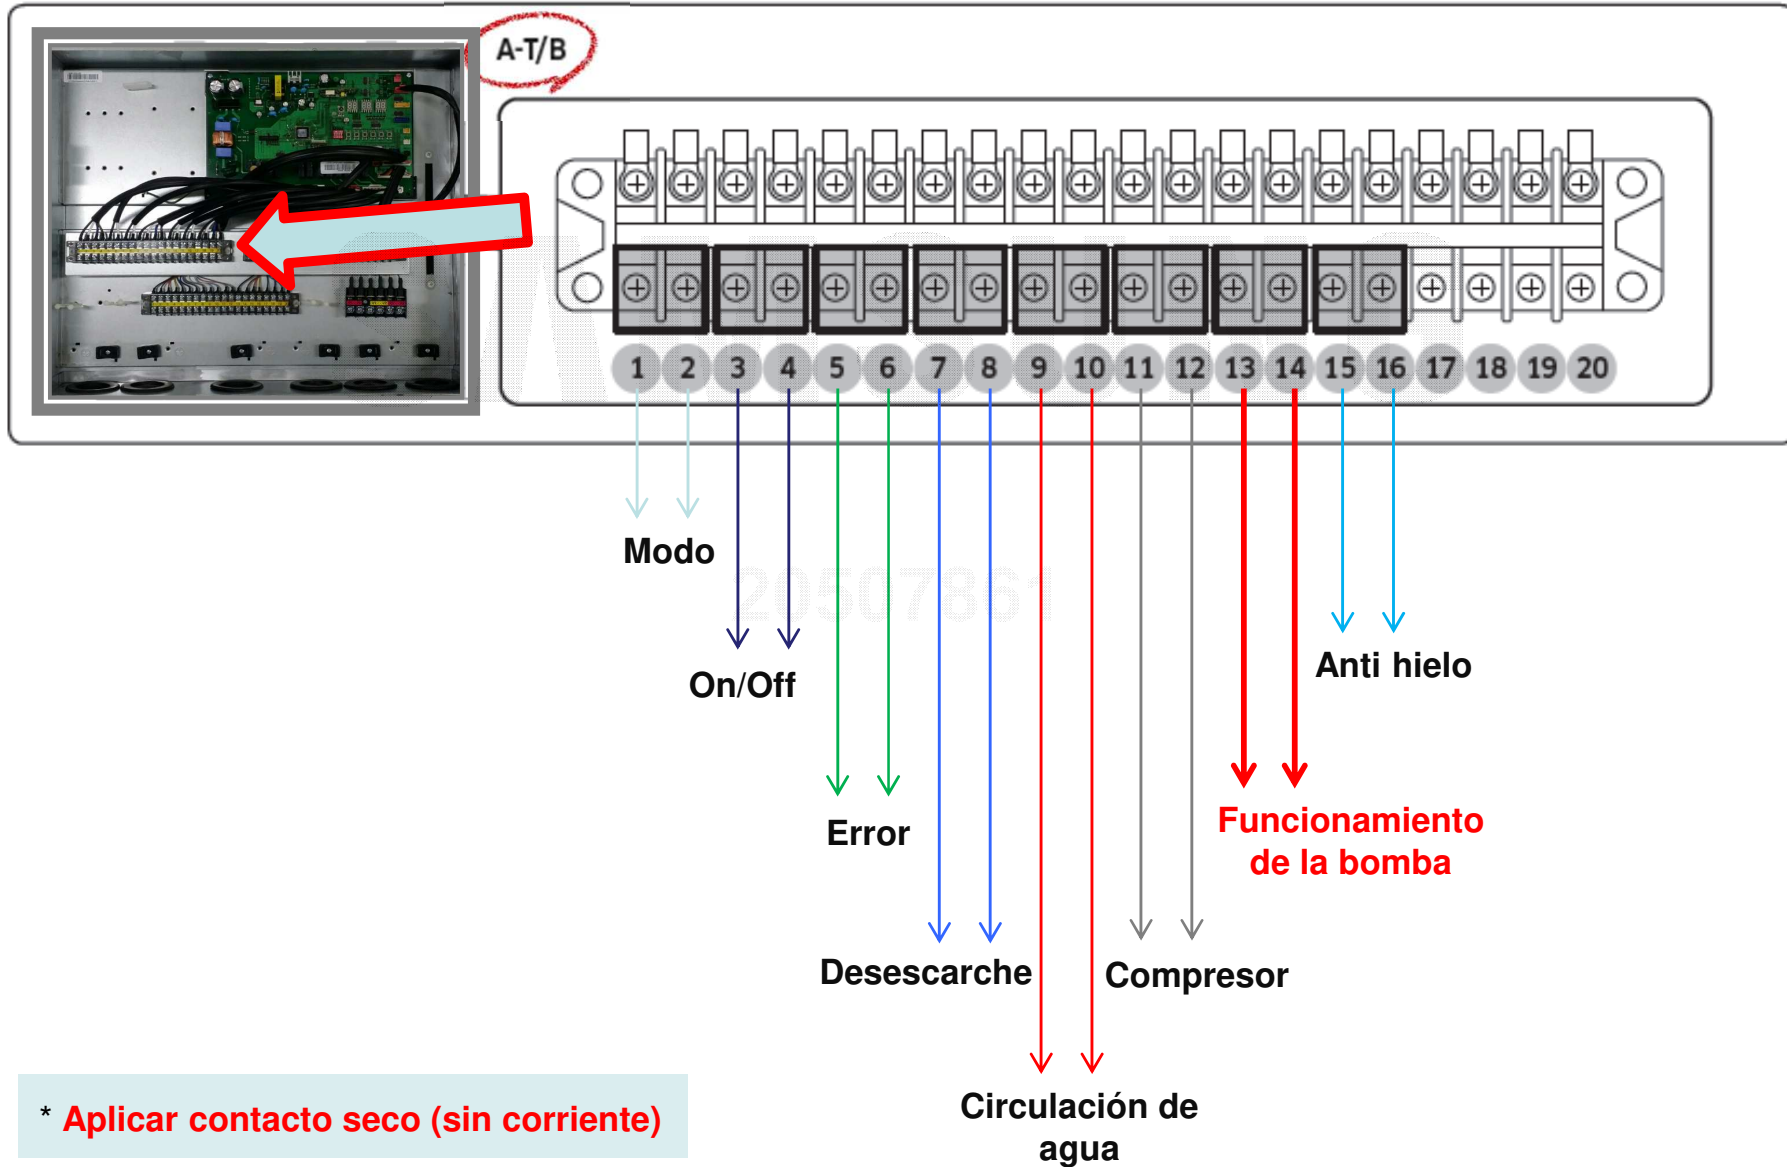 A-T/B
1 2 3 4 5 6 7 8 9 10 11 12 13 14 15 16 17 18 19 20
Modo
20507861
Anti hielo
On/Off
Funcionamiento
de la bomba
Error
Desescarche
Compresor
Circulación de
agua
* Aplicar contacto seco (sin corriente)